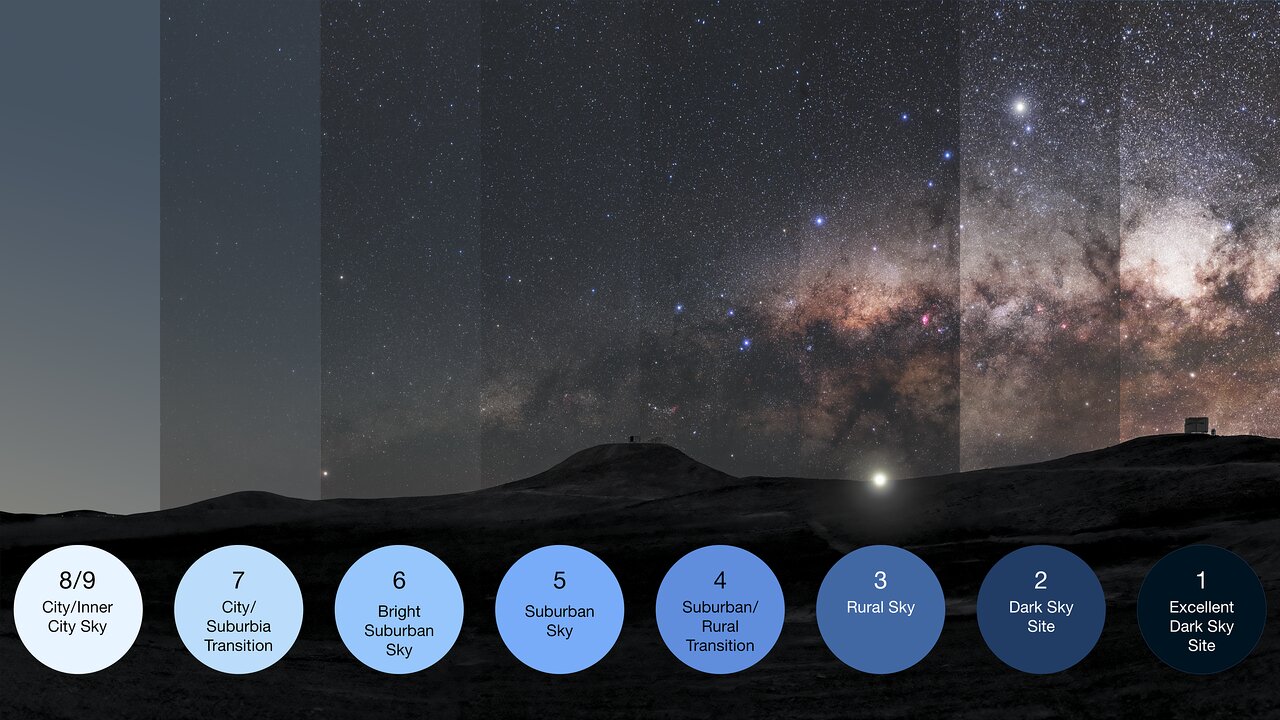 8/9
City/Inner
City Sky
7
City/
Suburbia
Transition
6
Bright
Suburban
Sky
5
Suburban
Sky
4
Suburban/
Rural
Transition
3
Rural Sky
2
Dark Sky
Site
1
Excellent
Dark Sky
Site